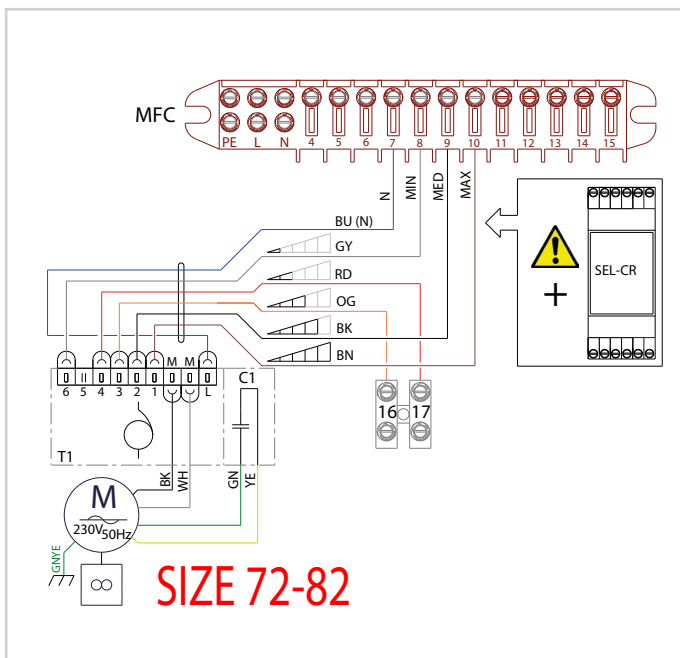 MFC
PE L N 4 5 6 7 8 9 10 11 12 13 14 15
N MIN MED MAX
BU (N)
GY
RD
OG
BK
BN
SEL-CR
+
6 5 4 3 2 1 M M L
C1
16 17
T1
BK WH GN YE
M
230V 50Hz
GNYE
SIZE 72-82